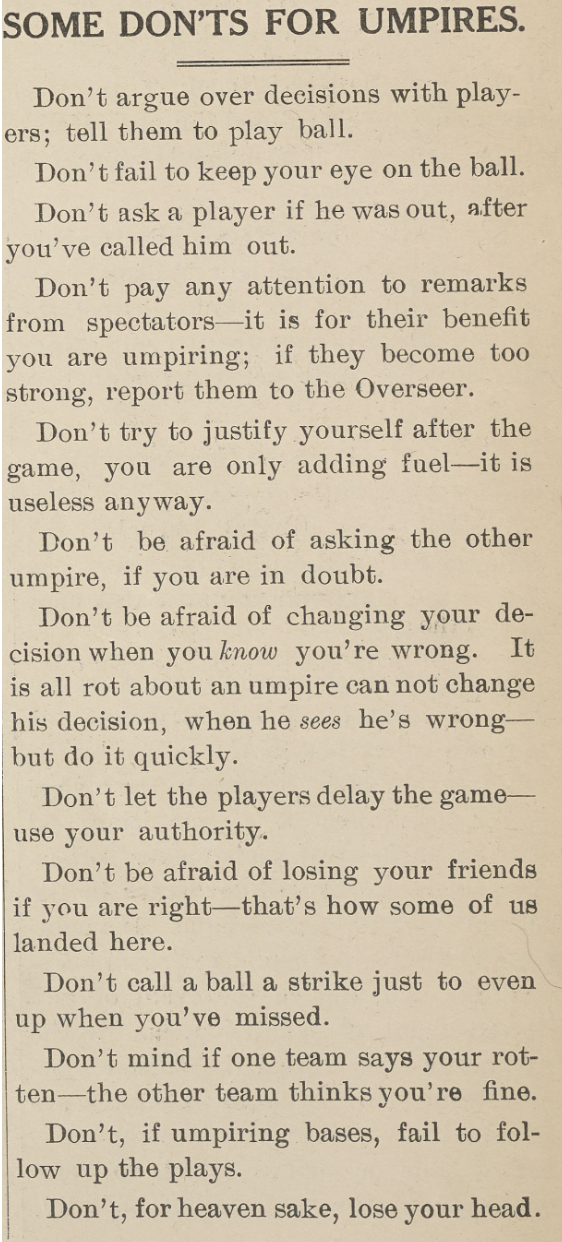 SOME DON'TS FOR UMPIRES.
Don't argue over decisions with play-
ers; tell them to play ball.
Don't fail to keep your eye on the ball.
Don't ask a player if he was out, after
you've called him out.
Don't pay any attention to remarks
from spectators—it is for their benefit
you are umpiring; if they become too
strong, report them to the Overseer.
Don't try to justify yourself after the
game, you are only adding fuel—it is
useless anyway.
Don't be afraid of asking the other
umpire, if you are in doubt.
Don't be afraid of changing your de-
cision when you know you're wrong. It
is all rot about an umpire can not change
his decision, when he sees he's wrong—
but do it quickly.
Don't let the players delay the game—
use your authority.
Don't be afraid of losing your friends
if you are right—that's how some of us
landed here.
Don't call a ball a strike just to even
up when you've missed.
Don't mind if one team says your rot-
ten—the other team thinks you're fine.
Don't, if umpiring bases, fail to fol-
low up the plays.
Don't, for heaven sake, lose your head.